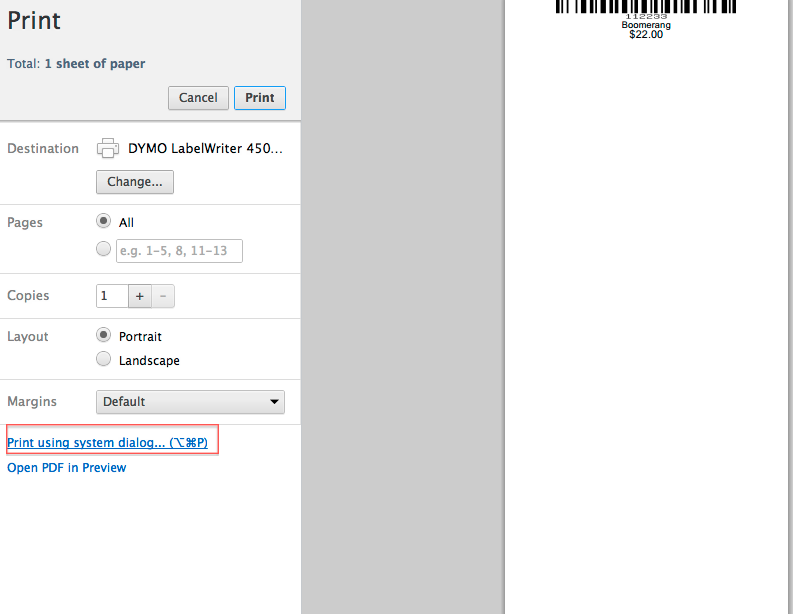 Print
Total: 1 sheet of paper
Cancel
Print
Destination
DYMO LabelWriter 450...
Change...
Pages
All
e.g. 1-5, 8, 11-13
Copies
1
+
-
Layout
Portrait
Landscape
Margins
Default
Print using system dialog... (⌥⌘P)
Open PDF in Preview
112233
Boomerang
$22.00